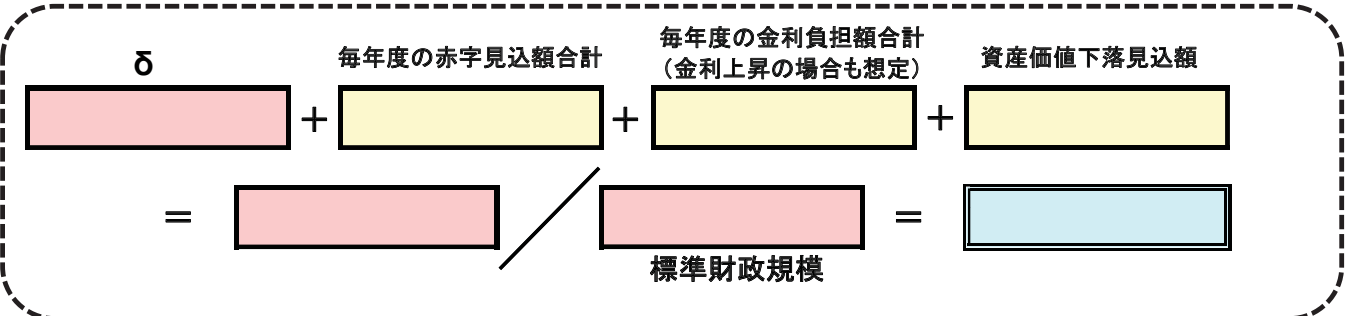 δ
毎年度の赤字見込額合計
毎年度の金利負担額合計
（金利上昇の場合も想定）
資産価値下落見込額
+
+
+
=
/
=
標準財政規模